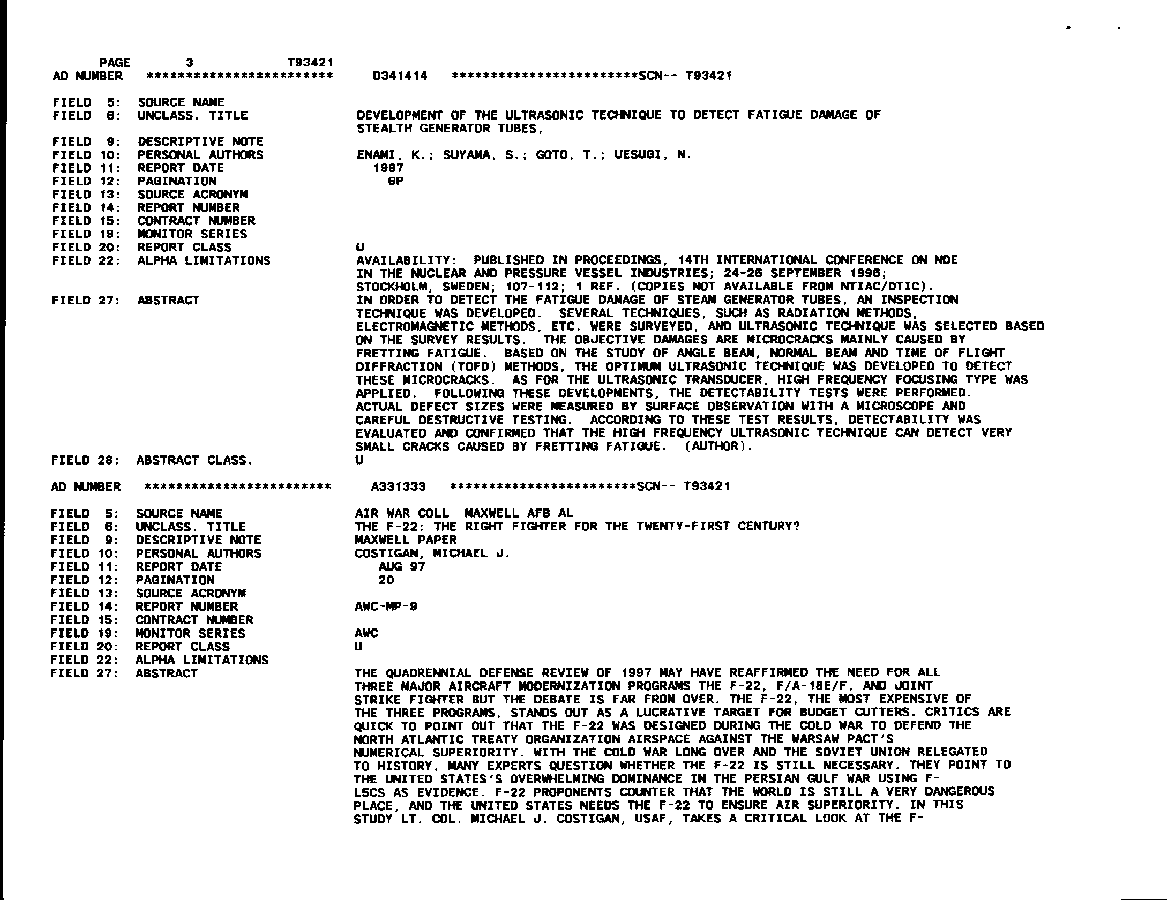 PAGE 3 T93421
AD NUMBER ************************ D341414 ************************SCN-- T93421
FIELD 5: SOURCE NAME
FIELD 6: UNCLASS. TITLE DEVELOPMENT OF THE ULTRASONIC TECHNIQUE TO DETECT FATIGUE DAMAGE OF
STEALTH GENERATOR TUBES,
FIELD 9: DESCRIPTIVE NOTE
FIELD 10: PERSONAL AUTHORS ENAMI, K.; SUYAMA, S.; GOTO, T.; UESUGI, N.
FIELD 11: REPORT DATE 1997
FIELD 12: PAGINATION 6P
FIELD 13: SOURCE ACRONYM
FIELD 14: REPORT NUMBER
FIELD 15: CONTRACT NUMBER
FIELD 19: MONITOR SERIES
FIELD 20: REPORT CLASS U
FIELD 22: ALPHA LIMITATIONS AVAILABILITY: PUBLISHED IN PROCEEDINGS, 14TH INTERNATIONAL CONFERENCE ON NDE
IN THE NUCLEAR AND PRESSURE VESSEL INDUSTRIES; 24-26 SEPTEMBER 1996;
STOCKHOLM, SWEDEN; 107-112; 1 REF. (COPIES NOT AVAILABLE FROM NTIAC/DTIC).
FIELD 27: ABSTRACT IN ORDER TO DETECT THE FATIGUE DAMAGE OF STEAM GENERATOR TUBES, AN INSPECTION
TECHNIQUE WAS DEVELOPED. SEVERAL TECHNIQUES, SUCH AS RADIATION METHODS,
ELECTROMAGNETIC METHODS, ETC. WERE SURVEYED, AND ULTRASONIC TECHNIQUE WAS SELECTED BASED
ON THE SURVEY RESULTS. THE OBJECTIVE DAMAGES ARE MICROCRACKS MAINLY CAUSED BY
FRETTING FATIGUE. BASED ON THE STUDY OF ANGLE BEAM, NORMAL BEAM AND TIME OF FLIGHT
DIFFRACTION (TOFD) METHODS, THE OPTIMUM ULTRASONIC TECHNIQUE WAS DEVELOPED TO DETECT
THESE MICROCRACKS. AS FOR THE ULTRASONIC TRANSDUCER, HIGH FREQUENCY FOCUSING TYPE WAS
APPLIED. FOLLOWING THESE DEVELOPMENTS, THE DETECTABILITY TESTS WERE PERFORMED.
ACTUAL DEFECT SIZES WERE MEASURED BY SURFACE OBSERVATION WITH A MICROSCOPE AND
CAREFUL DESTRUCTIVE TESTING. ACCORDING TO THESE TEST RESULTS, DETECTABILITY WAS
EVALUATED AND CONFIRMED THAT THE HIGH FREQUENCY ULTRASONIC TECHNIQUE CAN DETECT VERY
SMALL CRACKS CAUSED BY FRETTING FATIGUE. (AUTHOR).
FIELD 28: ABSTRACT CLASS. U
AD NUMBER ************************ A331333 ************************SCN-- T93421
FIELD 5: SOURCE NAME AIR WAR COLL MAXWELL AFB AL
FIELD 6: UNCLASS. TITLE THE F-22: THE RIGHT FIGHTER FOR THE TWENTY-FIRST CENTURY?
FIELD 9: DESCRIPTIVE NOTE MAXWELL PAPER
FIELD 10: PERSONAL AUTHORS COSTIGAN, MICHAEL J.
FIELD 11: REPORT DATE AUG 97
FIELD 12: PAGINATION 20
FIELD 13: SOURCE ACRONYM
FIELD 14: REPORT NUMBER AWC-MP-9
FIELD 15: CONTRACT NUMBER
FIELD 19: MONITOR SERIES AWC
FIELD 20: REPORT CLASS U
FIELD 22: ALPHA LIMITATIONS
FIELD 27: ABSTRACT THE QUADRENNIAL DEFENSE REVIEW OF 1997 MAY HAVE REAFFIRMED THE NEED FOR ALL
THREE MAJOR AIRCRAFT MODERNIZATION PROGRAMS THE F-22, F/A-18E/F, AND JOINT
STRIKE FIGHTER BUT THE DEBATE IS FAR FROM OVER. THE F-22, THE MOST EXPENSIVE OF
THE THREE PROGRAMS, STANDS OUT AS A LUCRATIVE TARGET FOR BUDGET CUTTERS. CRITICS ARE
QUICK TO POINT OUT THAT THE F-22 WAS DESIGNED DURING THE COLD WAR TO DEFEND THE
NORTH ATLANTIC TREATY ORGANIZATION AIRSPACE AGAINST THE WARSAW PACT'S
NUMERICAL SUPERIORITY. WITH THE COLD WAR LONG OVER AND THE SOVIET UNION RELEGATED
TO HISTORY, MANY EXPERTS QUESTION WHETHER THE F-22 IS STILL NECESSARY. THEY POINT TO
THE UNITED STATES'S OVERWHELMING DOMINANCE IN THE PERSIAN GULF WAR USING F-
L5CS AS EVIDENCE. F-22 PROPONENTS COUNTER THAT THE WORLD IS STILL A VERY DANGEROUS
PLACE, AND THE UNITED STATES NEEDS THE F-22 TO ENSURE AIR SUPERIORITY. IN THIS
STUDY LT. COL. MICHAEL J. COSTIGAN, USAF, TAKES A CRITICAL LOOK AT THE F-